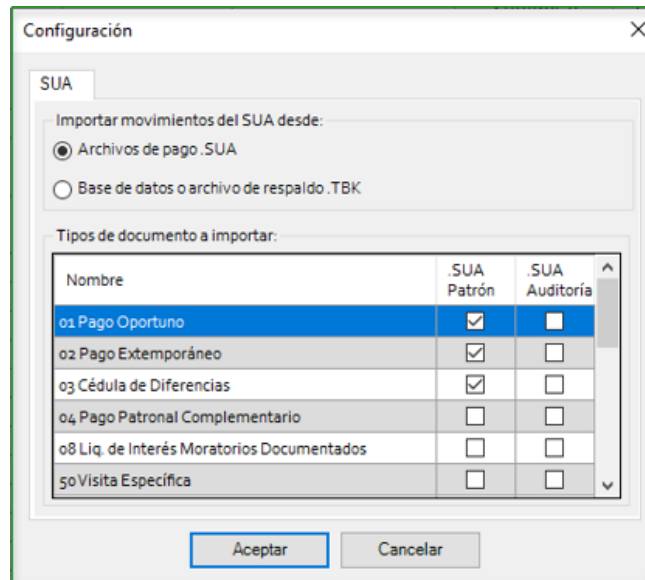 Configuración
SUA
Importar movimientos del SUA desde:
Archivos de pago .SUA
Base de datos o archivo de respaldo .TBK
Tipos de documento a importar:
Nombre
.SUA Patrón
.SUA Auditoría
01 Pago Oportuno
02 Pago Extemporáneo
03 Cédula de Diferencias
04 Pago Patronal Complementario
08 Liq. de Interés Moratorios Documentados
50 Visita Específica
Aceptar
Cancelar